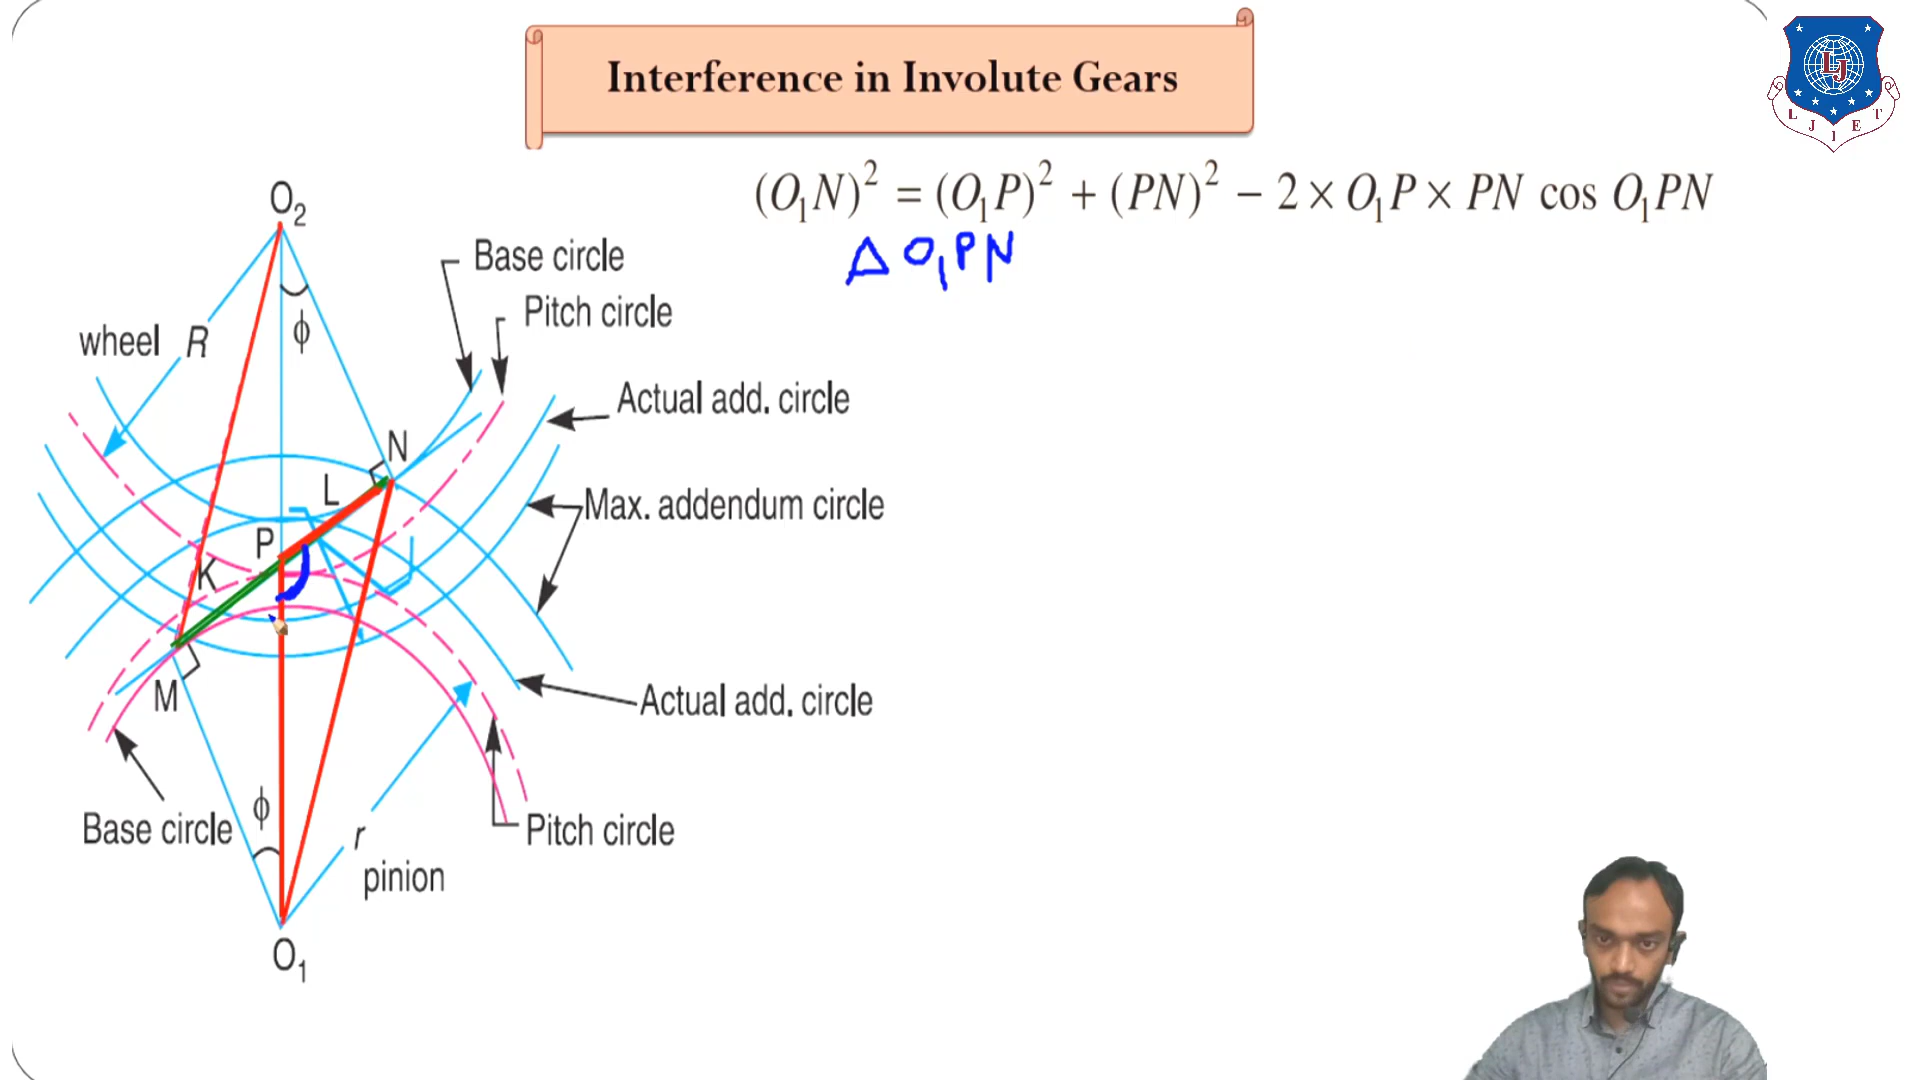 Interference in Involute Gears
L J I E T
(O₁N)² = (O₁P)² + (PN)² − 2 × O₁P × PN cos O₁PN
Δ O₁PN
O₂
Base circle
Pitch circle
wheel R
ϕ
Actual add. circle
N
L
Max. addendum circle
P
K
M
Actual add. circle
ϕ
Base circle
r
Pitch circle
pinion
O₁